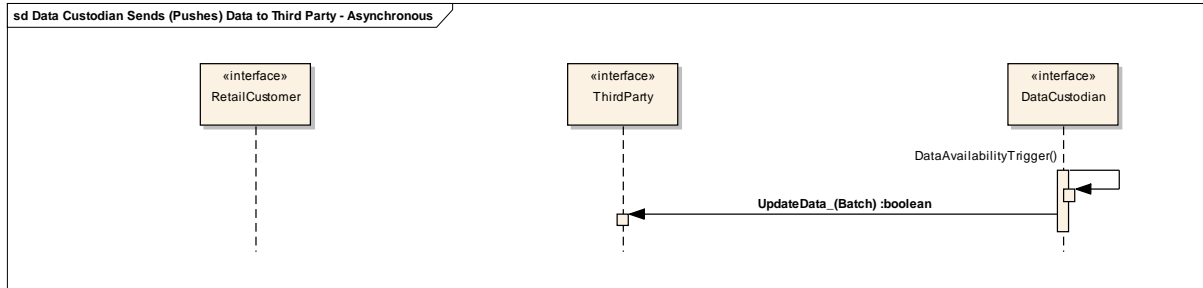 sd Data Custodian Sends (Pushes) Data to Third Party - Asynchronous
«interface»
RetailCustomer
«interface»
ThirdParty
«interface»
DataCustodian
DataAvailabilityTrigger()
UpdateData_(Batch) :boolean